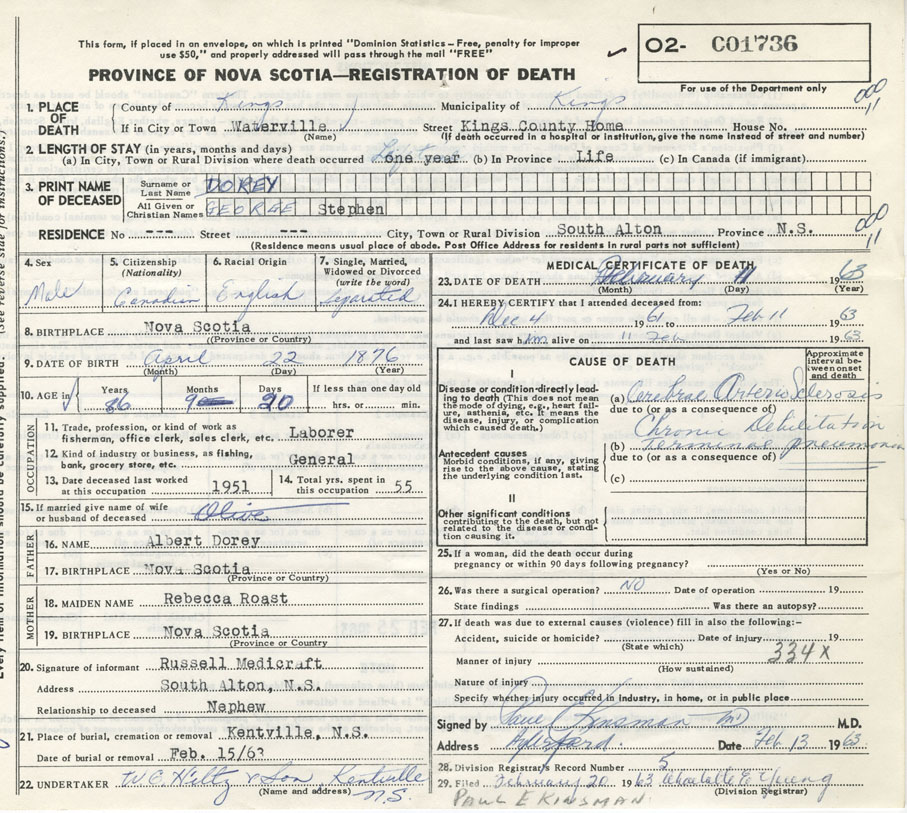 This form, if placed in an envelope, on which is printed "Dominion Statistics – Free, penalty for improper
use $50," and properly addressed will pass through the mail "FREE"
02- C01736
For use of the Department only
PROVINCE OF NOVA SCOTIA—REGISTRATION OF DEATH
1. PLACE OF DEATH
County of Kings Municipality of Kings
If in City or Town Waterville Street Kings County Home House No.
(Name) (If death occurred in a hospital or institution, give the name instead of street and number)
2. LENGTH OF STAY (in years, months and days)
(a) In City, Town or Rural Division where death occurred one year (b) In Province Life (c) In Canada (if immigrant)
3. PRINT NAME OF DECEASED
Surname or Last Name DOREY
All Given or Christian Names GEORGE Stephen
RESIDENCE No --- Street --- City, Town or Rural Division South Alton Province N.S.
(Residence means usual place of abode. Post Office Address for residents in rural parts not sufficient)
4. Sex Male
5. Citizenship (Nationality) Canadian
6. Racial Origin English
7. Single, Married, Widowed or Divorced (write the word) Separated
8. BIRTHPLACE Nova Scotia
(Province or Country)
9. DATE OF BIRTH April 22 1876
(Month) (Day) (Year)
10. AGE in Years 86 Months 9 Days 20 If less than one day old hrs. or min.
OCCUPATION
11. Trade, profession, or kind of work as fisherman, office clerk, sales clerk, etc. Laborer
12. Kind of industry or business, as fishing, bank, grocery store, etc. General
13. Date deceased last worked at this occupation 1951
14. Total yrs. spent in this occupation 55
15. If married give name of wife or husband of deceased Olive
FATHER
16. NAME Albert Dorey
17. BIRTHPLACE Nova Scotia
(Province or Country)
MOTHER
18. MAIDEN NAME Rebecca Roast
19. BIRTHPLACE Nova Scotia
(Province or Country)
20. Signature of informant Russell Medicraft
Address South Alton, N.S.
Relationship to deceased Nephew
21. Place of burial, cremation or removal Kentville, N.S.
Date of burial or removal Feb. 15/63
22. UNDERTAKER W.C. Hiltz & Son, Kentville N.S.
(Name and address)
MEDICAL CERTIFICATE OF DEATH
23. DATE OF DEATH February 11 1963
(Month) (Day) (Year)
24. I HEREBY CERTIFY that I attended deceased from:
Dec 4 1961 to Feb 11 1963
and last saw him alive on 11 Feb 1963
CAUSE OF DEATH
Approximate interval between onset and death
I
Disease or condition directly leading to death (This does not mean the mode of dying, e.g., heart failure, asthenia, etc. It means the disease, injury, or complication which caused death.)
(a) Cerebral Arterio Sclerosis
due to (or as a consequence of)
Chronic Debilitation
Antecedent causes
Morbid conditions, if any, giving rise to the above cause, stating the underlying condition last.
(b) Terminal pneumonia
due to (or as a consequence of)
(c)
II
Other significant conditions
contributing to the death, but not related to the disease or condition causing it.
25. If a woman, did the death occur during
pregnancy or within 90 days following pregnancy?
(Yes or No)
26. Was there a surgical operation? NO Date of operation 19
State findings Was there an autopsy?
27. If death was due to external causes (violence) fill in also the following:–
Accident, suicide or homicide? Date of injury 19
(State which)
334X
Manner of injury
(How sustained)
Nature of injury
Specify whether injury occurred in Industry, in home, or in public place
Signed by Paul E Kinsman MD M.D.
Address Aylesford. Date Feb 13 1963
28. Division Registrar's Record Number 5
29. Filed February 20 1963 Young
(Division Registrar)
PAUL E KINSMAN
(See reverse side for instructions.)